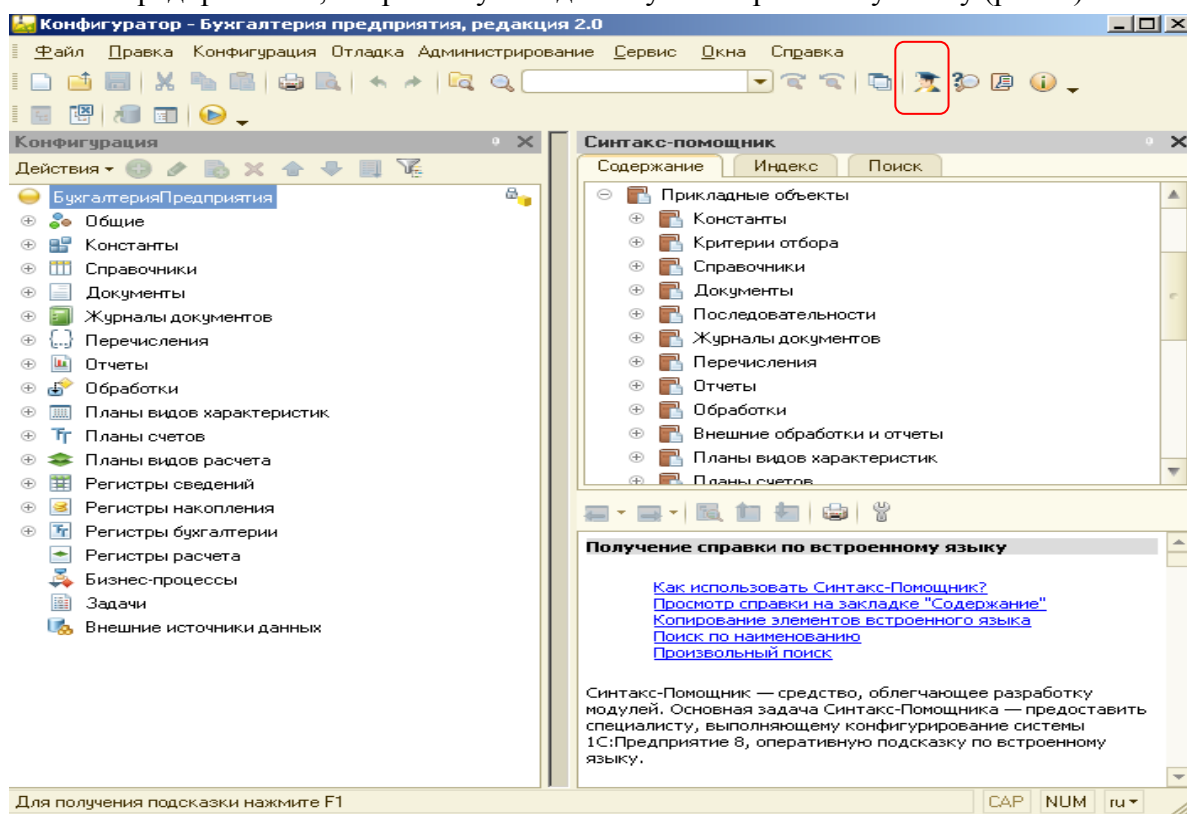 Конфигуратор - Бухгалтерия предприятия, редакция 2.0
Файл Правка Конфигурация Отладка Администрирование Сервис Окна Справка
Конфигурация
Действия
БухгалтерияПредприятия
Общие
Константы
Справочники
Документы
Журналы документов
Перечисления
Отчеты
Обработки
Планы видов характеристик
Планы счетов
Планы видов расчета
Регистры сведений
Регистры накопления
Регистры бухгалтерии
Регистры расчета
Бизнес-процессы
Задачи
Внешние источники данных
Синтакс-помощник
Содержание Индекс Поиск
Прикладные объекты
Константы
Критерии отбора
Справочники
Документы
Последовательности
Журналы документов
Перечисления
Отчеты
Обработки
Внешние обработки и отчеты
Планы видов характеристик
Планы счетов
Получение справки по встроенному языку
Как использовать Синтакс-Помощник?
Просмотр справки на закладке "Содержание"
Копирование элементов встроенного языка
Поиск по наименованию
Произвольный поиск
Синтакс-Помощник — средство, облегчающее разработку
модулей. Основная задача Синтакс-Помощника — предоставить
специалисту, выполняющему конфигурирование системы
1С:Предприятие 8, оперативную подсказку по встроенному
языку.
Для получения подсказки нажмите F1
CAP NUM ru